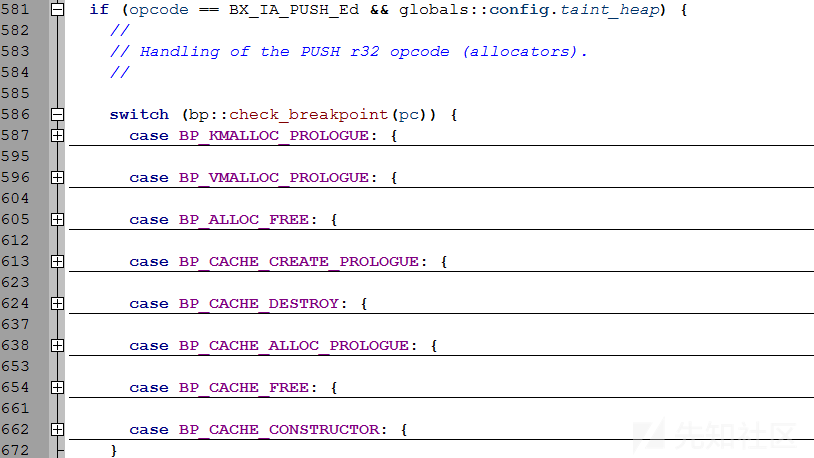 581 if (opcode == BX_IA_PUSH_Ed && globals::config.taint_heap) {
582 //
583 // Handling of the PUSH r32 opcode (allocators).
584 //
585
586 switch (bp::check_breakpoint(pc)) {
587 case BP_KMALLOC_PROLOGUE: {
595
596 case BP_VMALLOC_PROLOGUE: {
604
605 case BP_ALLOC_FREE: {
612
613 case BP_CACHE_CREATE_PROLOGUE: {
623
624 case BP_CACHE_DESTROY: {
637
638 case BP_CACHE_ALLOC_PROLOGUE: {
653
654 case BP_CACHE_FREE: {
661
662 case BP_CACHE_CONSTRUCTOR: {
672 }
先知社区